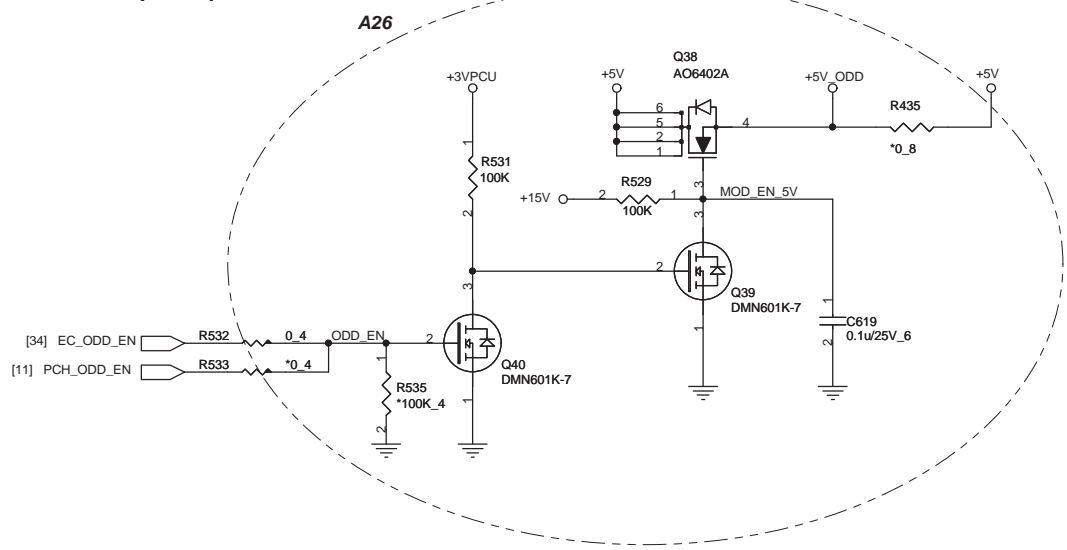 A26
Q38
AO6402A
+3VPCU
+5V
+5V_ODD
+5V
6
5
2
1
4
R435
*0_8
1
R531
100K
2
3
R529
+15V
2
1
MOD_EN_5V
100K
3
2
Q39
DMN601K-7
3
1
1
C619
0.1u/25V_6
2
[34] EC_ODD_EN
R532
0_4
ODD_EN
2
[11] PCH_ODD_EN
R533
*0_4
Q40
DMN601K-7
1
R535
*100K_4
2
1